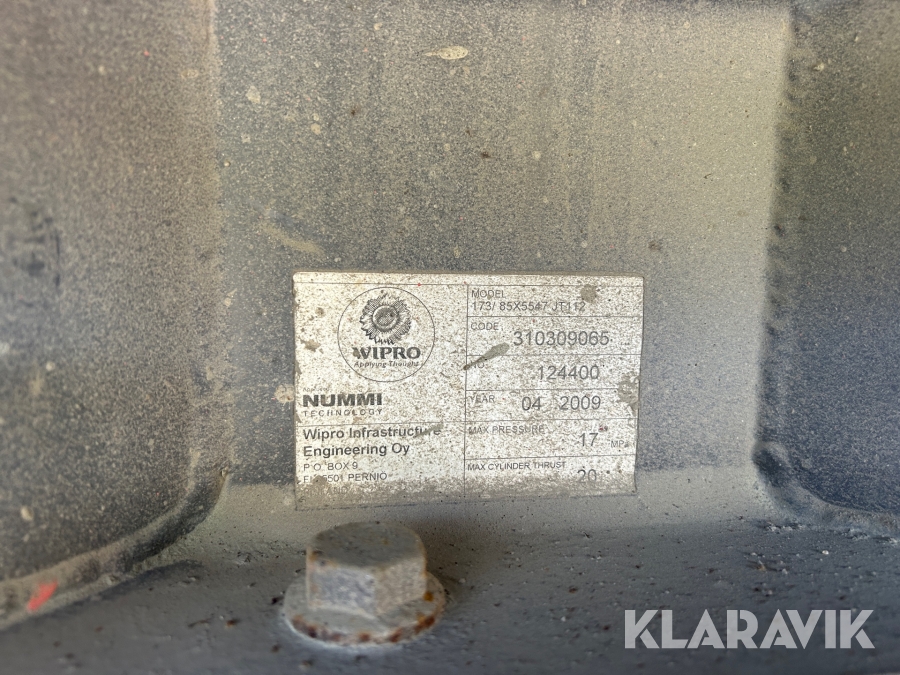 WIPRO
Applying Thought
NUMMI
TECHNOLOGY
Wipro Infrastructure
Engineering Oy
P.O. BOX 9
PERNIO
MODEL
173/ 85X5547 JT112
CODE
310309065
124400
YEAR
04 2009
MAX PRESSURE
17 MPa
MAX CYLINDER THRUST
20
KLARAVIK